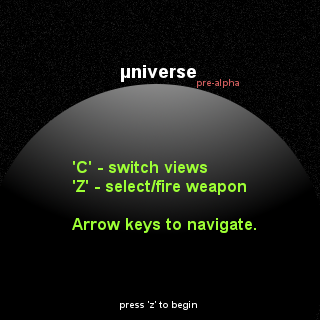 µniverse
pre-alpha
'C' - switch views
'Z' - select/fire weapon
Arrow keys to navigate.
press 'z' to begin